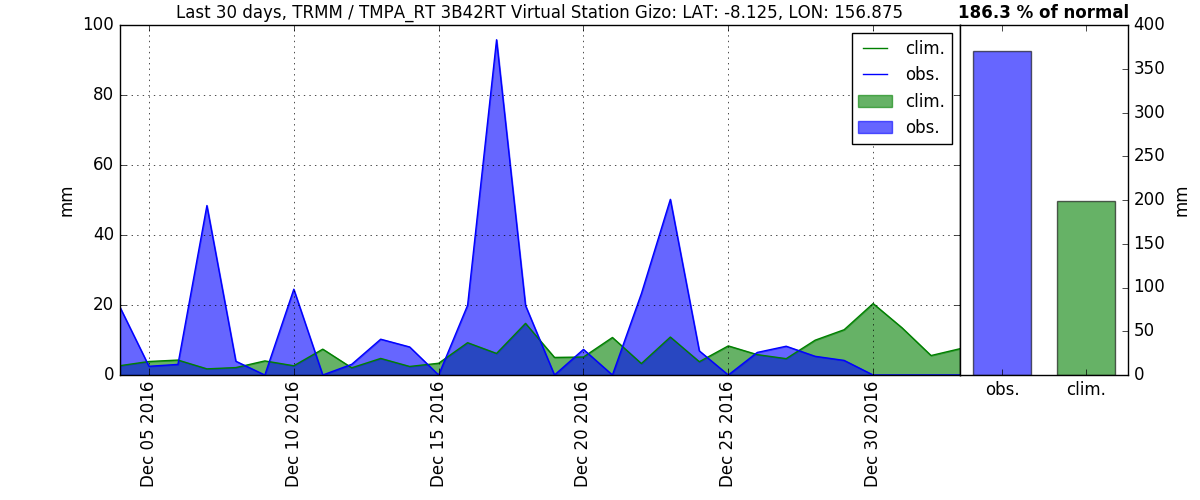 Last 30 days, TRMM / TMPA_RT 3B42RT Virtual Station Gizo: LAT: -8.125, LON: 156.875
186.3 % of normal
100
80
60
40
20
0
mm
clim.
obs.
clim.
obs.
400
350
300
250
200
150
100
50
0
mm
Dec 05 2016
Dec 10 2016
Dec 15 2016
Dec 20 2016
Dec 25 2016
Dec 30 2016
obs.
clim.